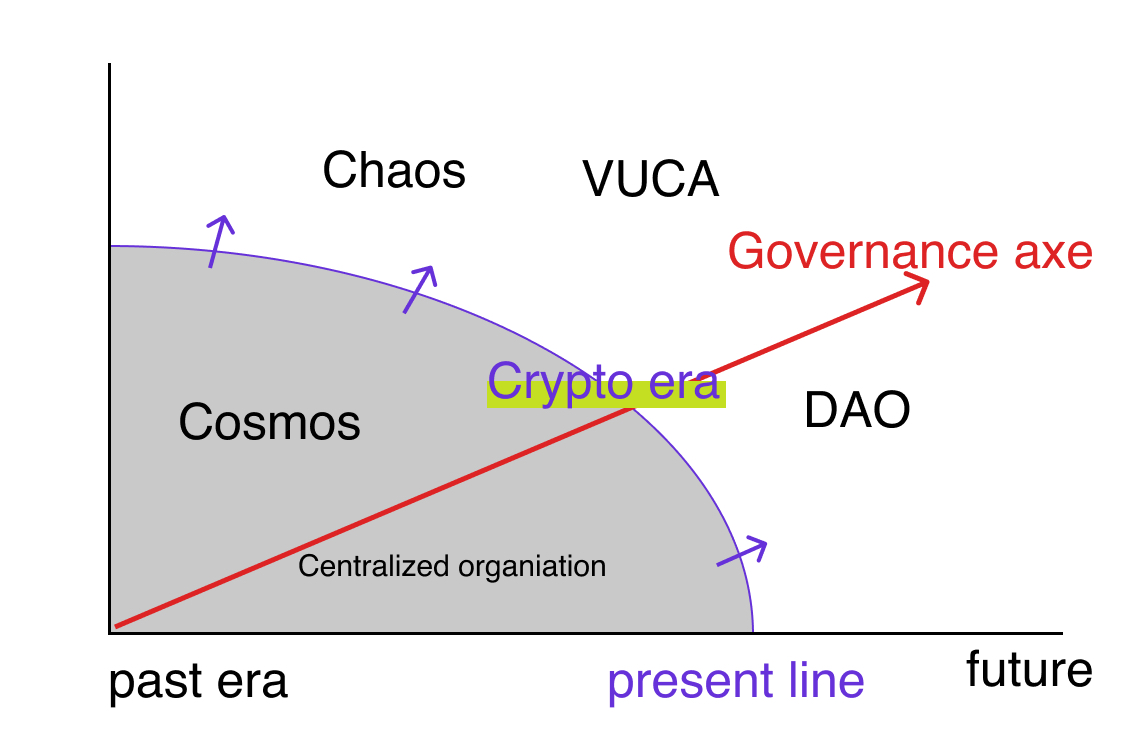 Chaos
VUCA
Governance axe
Crypto era
Cosmos
DAO
Centralized organiation
past era
present line
future